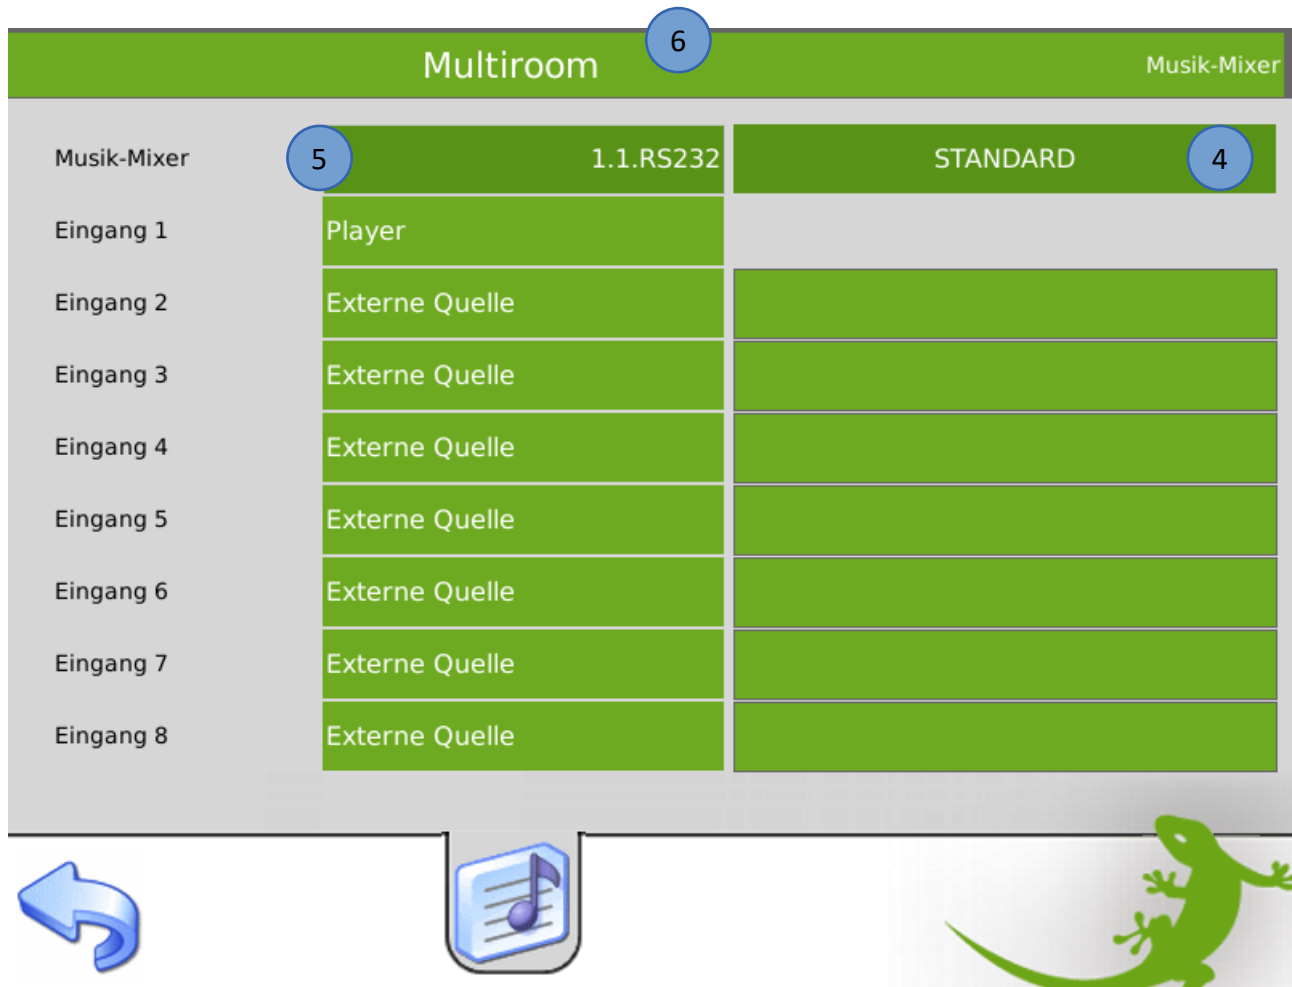 6
Multiroom Musik-Mixer
Musik-Mixer 5 1.1.RS232 STANDARD 4
Eingang 1 Player
Eingang 2 Externe Quelle
Eingang 3 Externe Quelle
Eingang 4 Externe Quelle
Eingang 5 Externe Quelle
Eingang 6 Externe Quelle
Eingang 7 Externe Quelle
Eingang 8 Externe Quelle